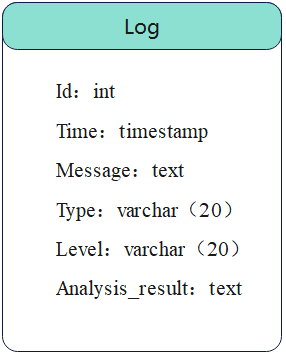 Log
Id：int
Time：timestamp
Message：text
Type：varchar（20）
Level：varchar（20）
Analysis_result：text